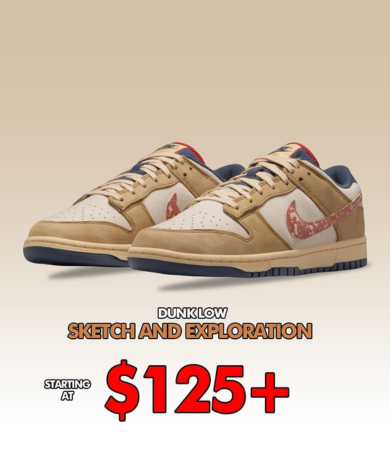 DUNK LOW
SKETCH AND EXPLORATION
STARTING
AT
$125+